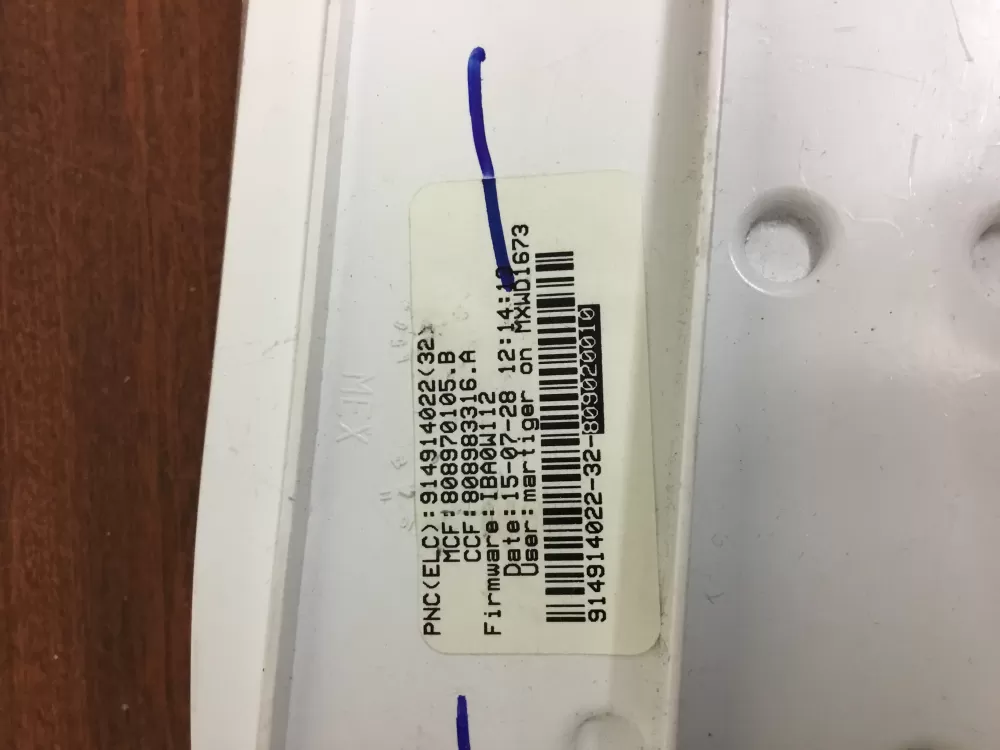 PNC(ELC):914914022(32)
MCF:808970105.B
CCF:808983316.A
Firmware:IBA0W112
Date:15-07-28 12:14:
User:martiger on MXWD1673
914914022-32-809020010
MEX